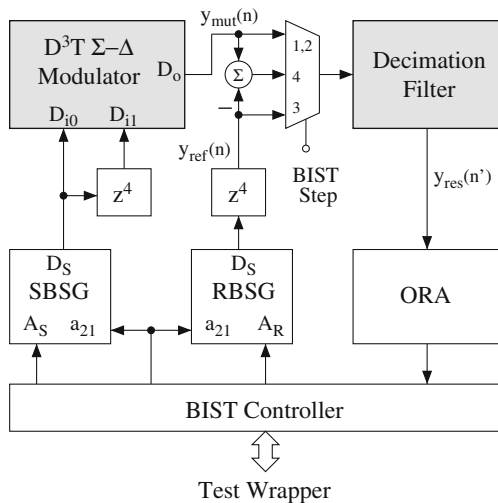 y_mut(n)
D³T Σ–Δ
Modulator
D_o
D_i0
D_i1
Σ
–
1,2
4
3
Decimation
Filter
y_ref(n)
BIST
Step
y_res(n')
z⁴
z⁴
D_S
SBSG
A_S
a_21
D_S
RBSG
a_21
A_R
ORA
BIST Controller
Test Wrapper